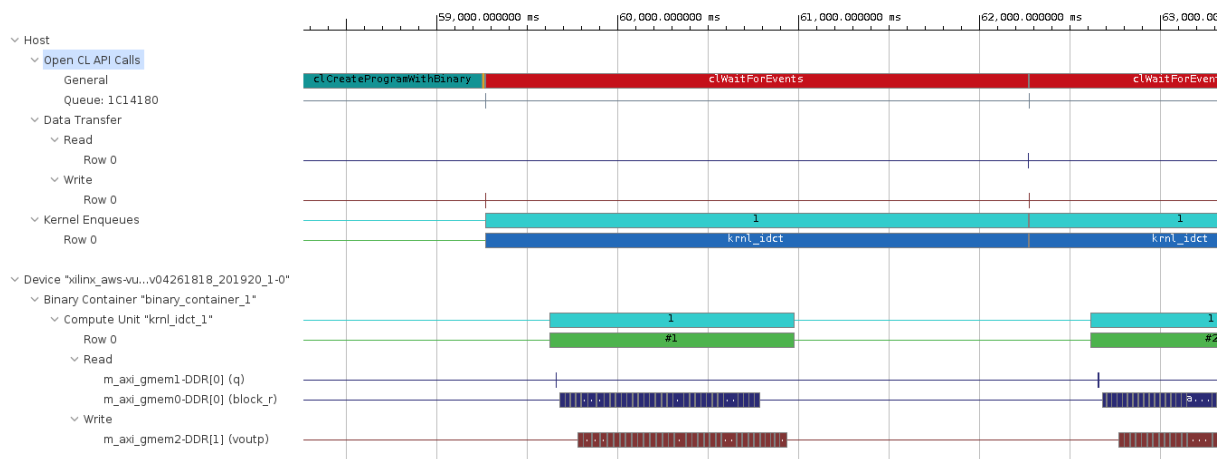 59,000.000000 ms 60,000.000000 ms 61,000.000000 ms 62,000.000000 ms 63,000.00
Host
Open CL API Calls
General clCreateProgramWithBinary clWaitForEvents clWaitForEvent
Queue: 1C14180
Data Transfer
Read
Row 0
Write
Row 0
Kernel Enqueues 1 1
Row 0 krnl_idct krnl_idct
Device "xilinx_aws-vu...v04261818_201920_1-0"
Binary Container "binary_container_1"
Compute Unit "krnl_idct_1" 1 1
Row 0 #1 #2
Read
m_axi_gmem1-DDR[0] (q)
m_axi_gmem0-DDR[0] (block_r) a...
Write
m_axi_gmem2-DDR[1] (voutp)